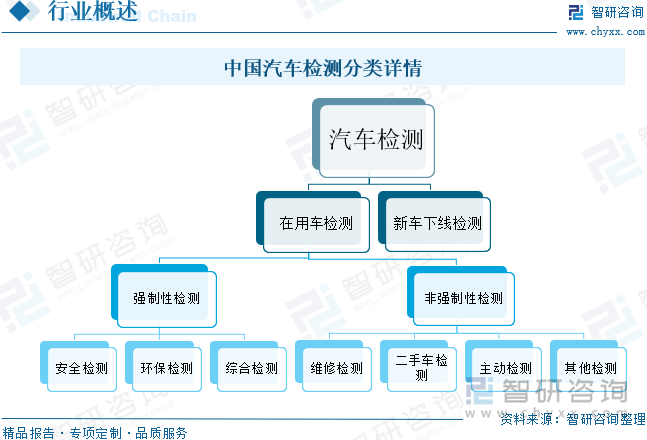 行业概述
Chain
智研咨询
www.chyxx.com
中国汽车检测分类详情
汽车检测
在用车检测
新车下线检测
强制性检测
非强制性检测
安全检测
环保检测
综合检测
维修检测
二手车检
测
主动检测
其他检测
智研咨询
www.chyxx.com
资料来源：智研咨询整理
精品报告·专项定制·品质服务